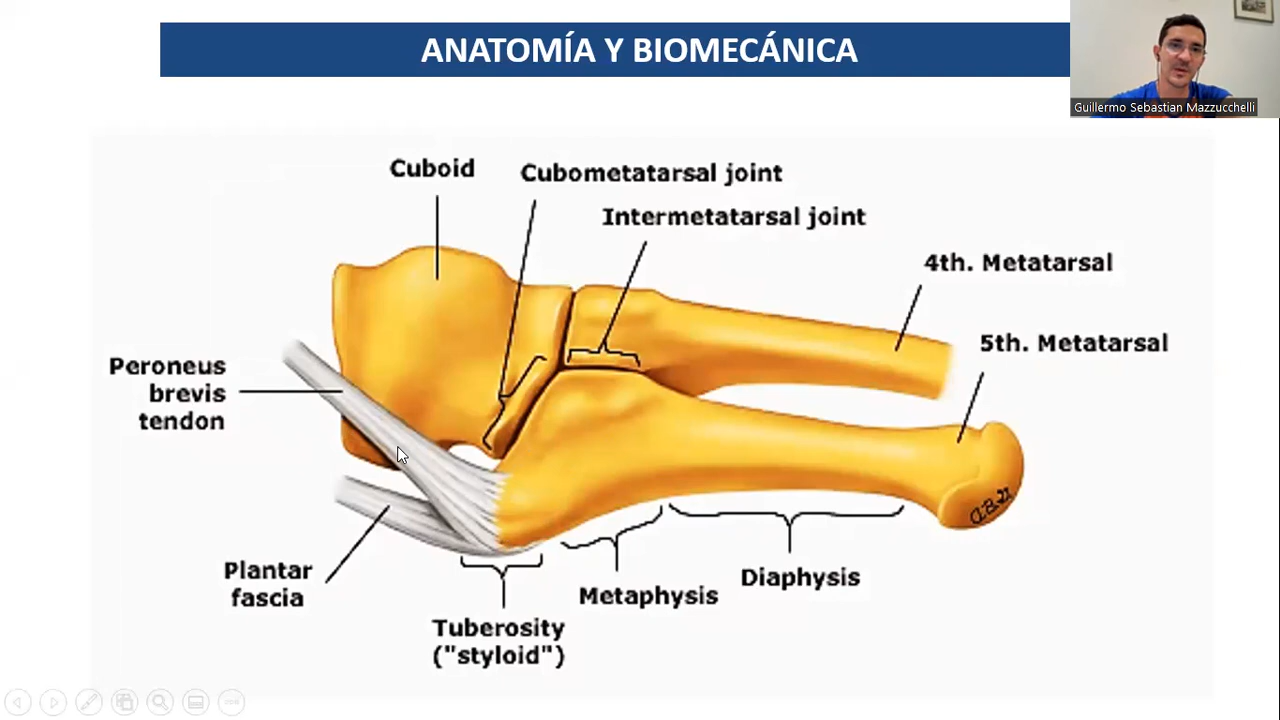 ANATOMÍA Y BIOMECÁNICA
Guillermo Sebastian Mazzucchelli
Cuboid
Cubometatarsal joint
Intermetatarsal joint
4th. Metatarsal
5th. Metatarsal
Peroneus
brevis
tendon
Plantar
fascia
Tuberosity
("styloid")
Metaphysis
Diaphysis